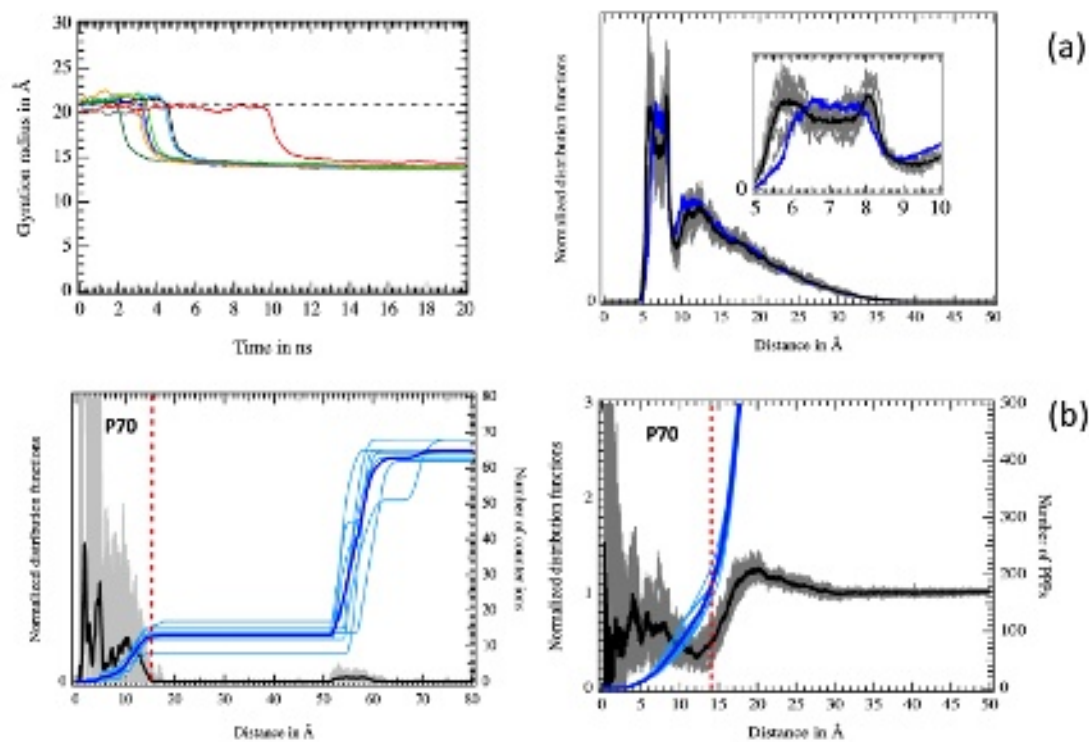 Gyration radius in Å
30
25
20
15
10
5
0
0 2 4 6 8 10 12 14 16 18 20
Time in ns
Normalized distribution functions
0
0 5 10 15 20 25 30 35 40 45 50
Distance in Å
0
5 6 7 8 9 10
(a)
P70
Normalized distribution functions
0
0 10 20 30 40 50 60 70 80
Distance in Å
80
70
60
50
40
30
20
10
0
Number of counter ions
P70
Normalized distribution functions
3
2
1
0
0 5 10 15 20 25 30 35 40 45 50
Distance in Å
500
400
300
200
100
0
(b)